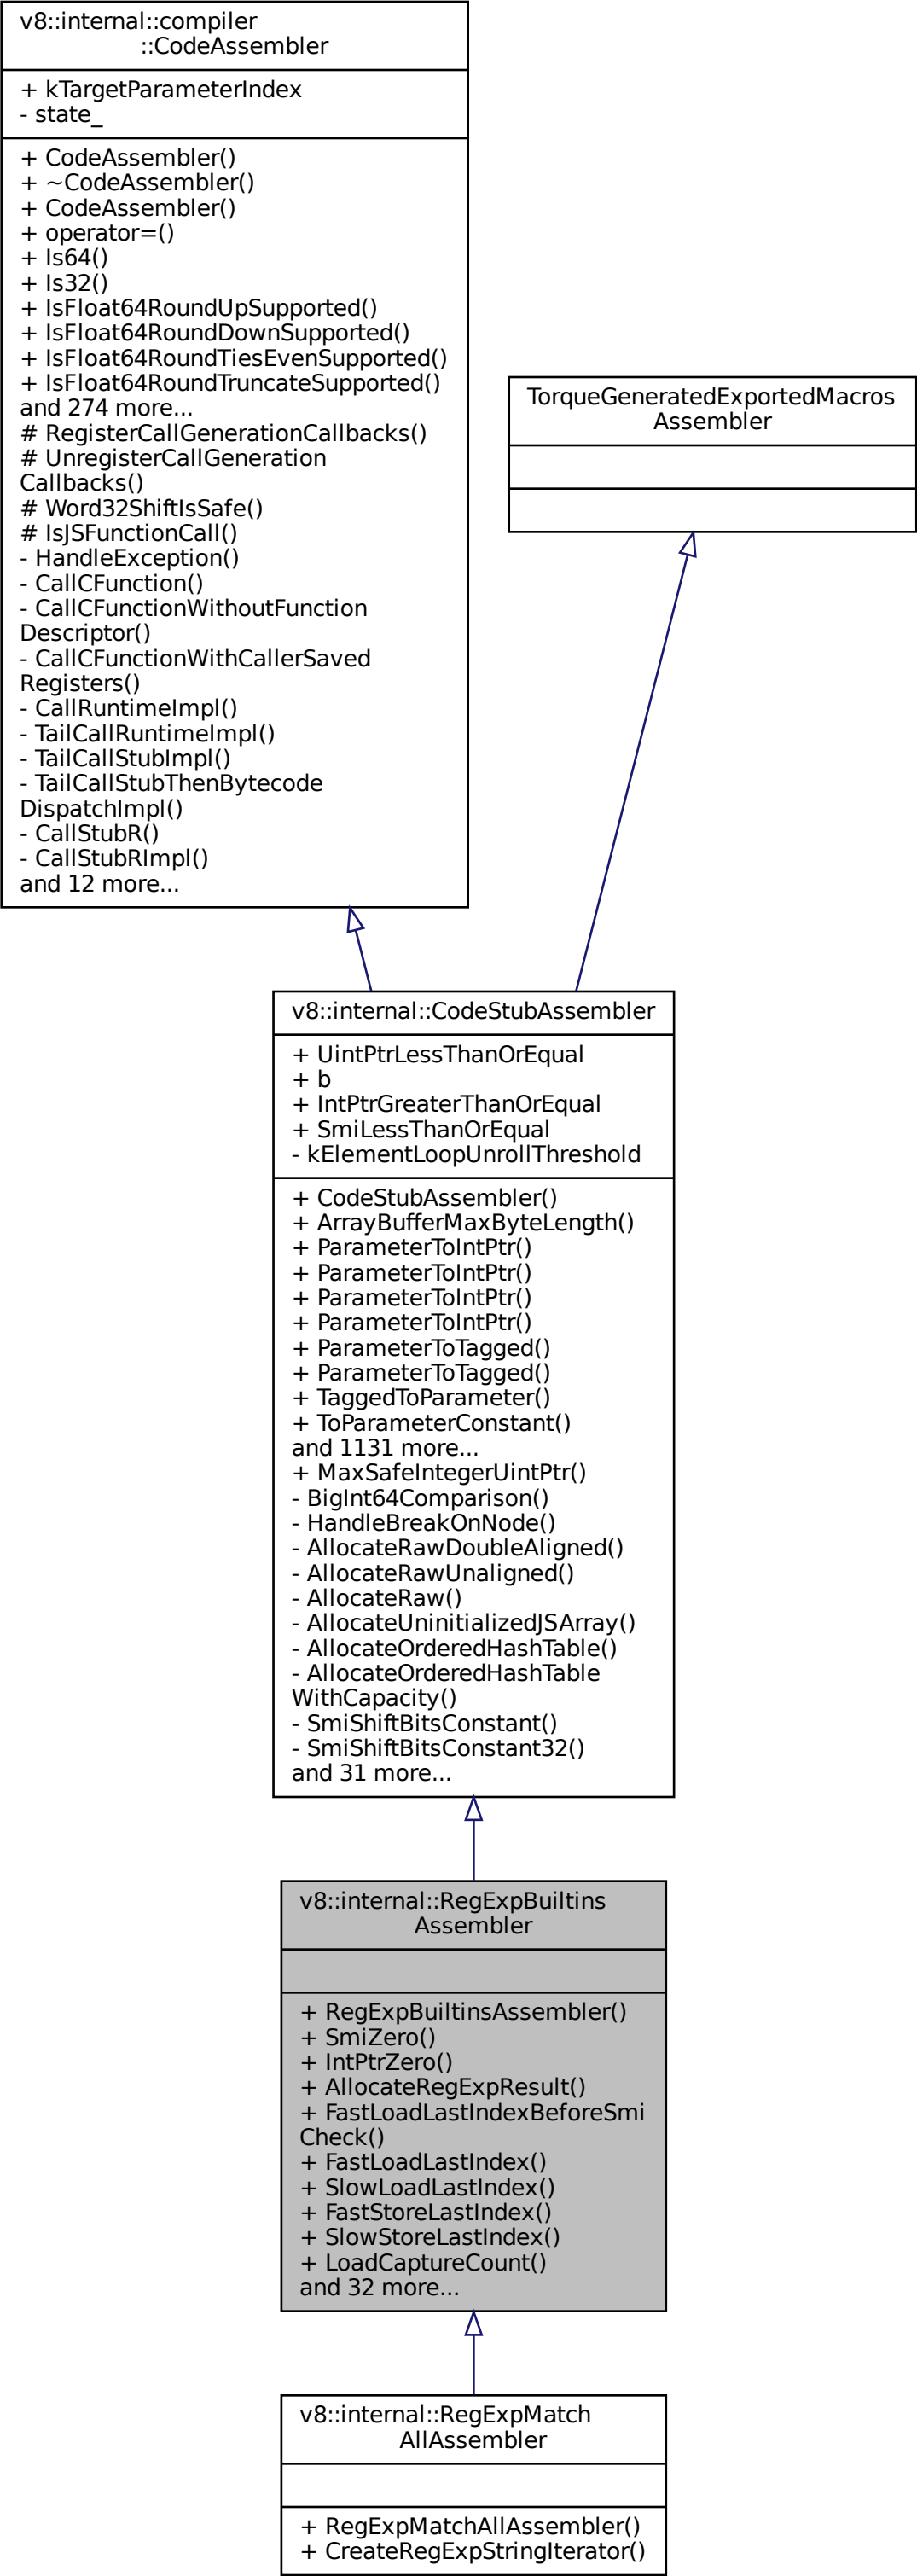 v8::internal::compiler
::CodeAssembler
+ kTargetParameterIndex
- state_
+ CodeAssembler()
+ ~CodeAssembler()
+ CodeAssembler()
+ operator=()
+ Is64()
+ Is32()
+ IsFloat64RoundUpSupported()
+ IsFloat64RoundDownSupported()
+ IsFloat64RoundTiesEvenSupported()
+ IsFloat64RoundTruncateSupported()
and 274 more...
# RegisterCallGenerationCallbacks()
# UnregisterCallGeneration
Callbacks()
# Word32ShiftIsSafe()
# IsJSFunctionCall()
- HandleException()
- CallCFunction()
- CallCFunctionWithoutFunction
Descriptor()
- CallCFunctionWithCallerSaved
Registers()
- CallRuntimeImpl()
- TailCallRuntimeImpl()
- TailCallStubImpl()
- TailCallStubThenBytecode
DispatchImpl()
- CallStubR()
- CallStubRImpl()
and 12 more...
TorqueGeneratedExportedMacros
Assembler
v8::internal::CodeStubAssembler
+ UintPtrLessThanOrEqual
+ b
+ IntPtrGreaterThanOrEqual
+ SmiLessThanOrEqual
- kElementLoopUnrollThreshold
+ CodeStubAssembler()
+ ArrayBufferMaxByteLength()
+ ParameterToIntPtr()
+ ParameterToIntPtr()
+ ParameterToIntPtr()
+ ParameterToIntPtr()
+ ParameterToTagged()
+ ParameterToTagged()
+ TaggedToParameter()
+ ToParameterConstant()
and 1131 more...
+ MaxSafeIntegerUintPtr()
- BigInt64Comparison()
- HandleBreakOnNode()
- AllocateRawDoubleAligned()
- AllocateRawUnaligned()
- AllocateRaw()
- AllocateUninitializedJSArray()
- AllocateOrderedHashTable()
- AllocateOrderedHashTable
WithCapacity()
- SmiShiftBitsConstant()
- SmiShiftBitsConstant32()
and 31 more...
v8::internal::RegExpBuiltins
Assembler
+ RegExpBuiltinsAssembler()
+ SmiZero()
+ IntPtrZero()
+ AllocateRegExpResult()
+ FastLoadLastIndexBeforeSmi
Check()
+ FastLoadLastIndex()
+ SlowLoadLastIndex()
+ FastStoreLastIndex()
+ SlowStoreLastIndex()
+ LoadCaptureCount()
and 32 more...
v8::internal::RegExpMatch
AllAssembler
+ RegExpMatchAllAssembler()
+ CreateRegExpStringIterator()